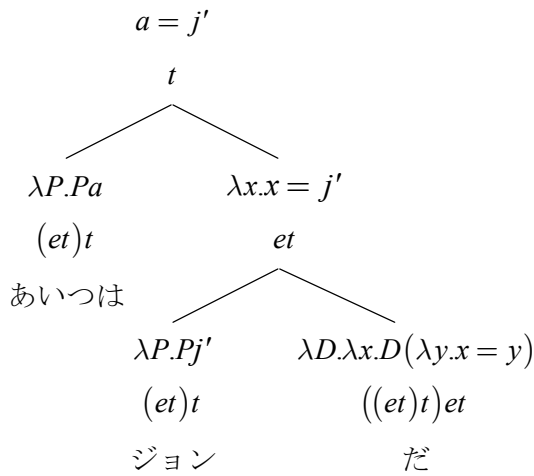 a = j′
t
λP.Pa λx.x = j′
(et)t et
あいつは
λP.Pj′ λD.λx.D(λy.x = y)
(et)t ((et)t)et
ジョン だ